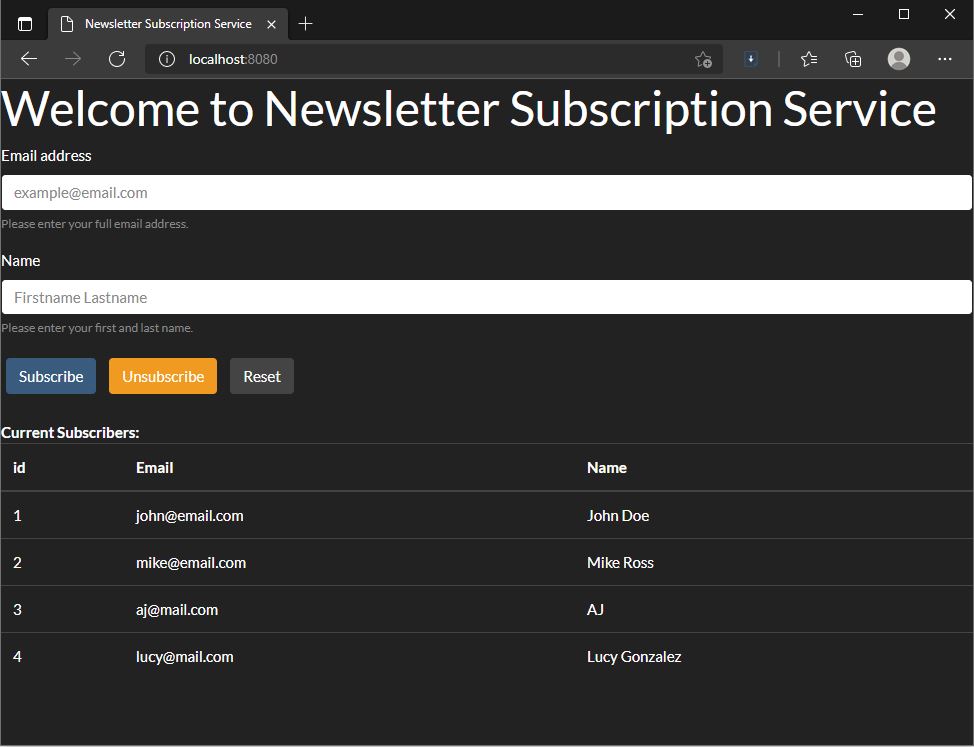 Newsletter Subscription Service
localhost:8080
Welcome to Newsletter Subscription Service
Email address
example@email.com
Please enter your full email address.
Name
Firstname Lastname
Please enter your first and last name.
Subscribe Unsubscribe Reset
Current Subscribers:
id Email Name
1 john@email.com John Doe
2 mike@email.com Mike Ross
3 aj@mail.com AJ
4 lucy@mail.com Lucy Gonzalez